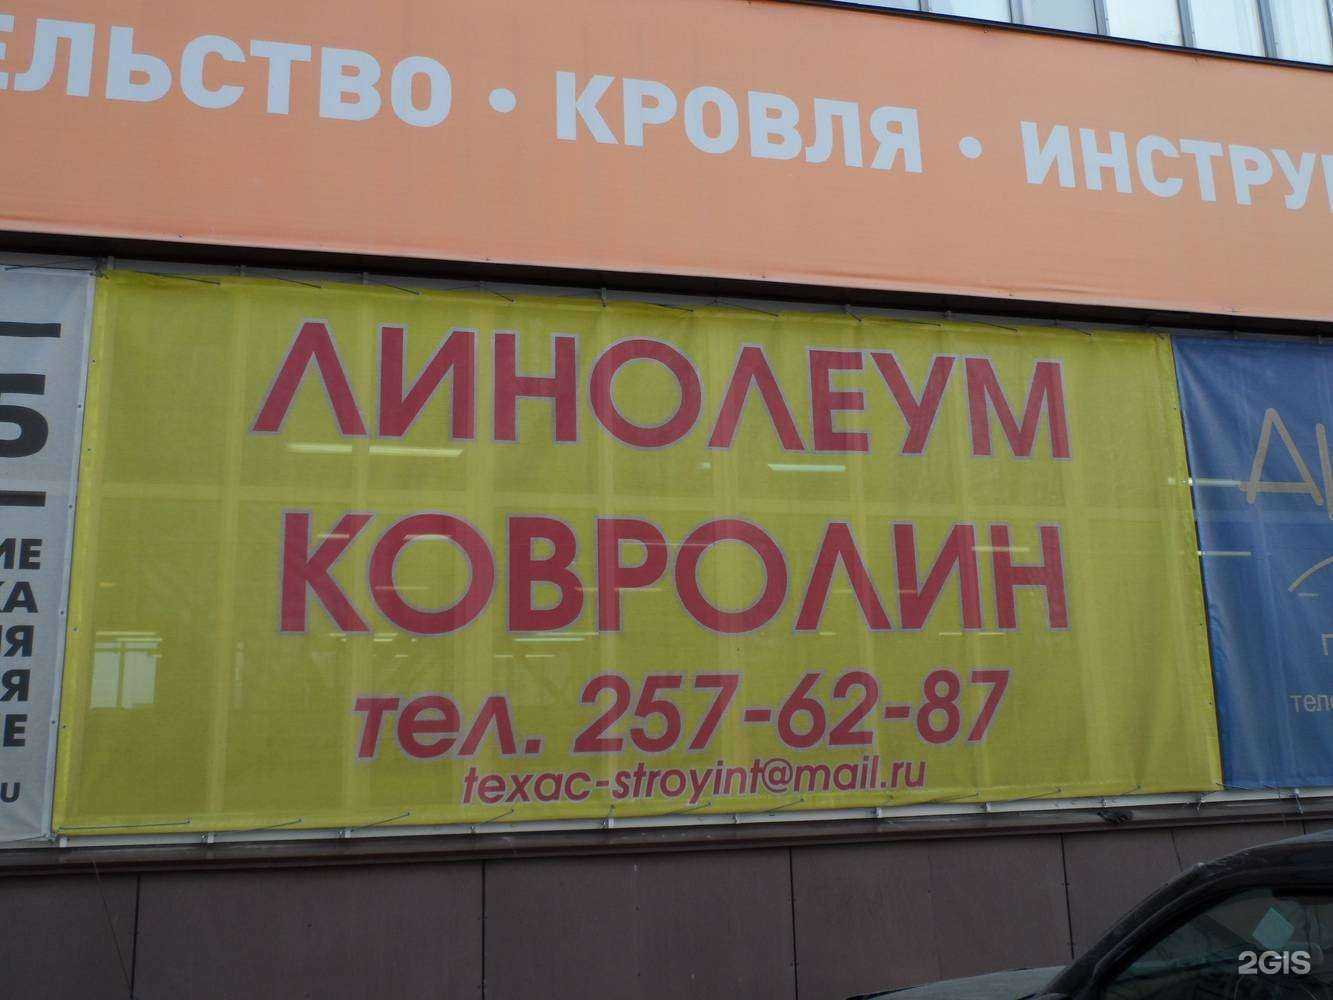 ЕЛЬСТВО · КРОВЛЯ · ИНСТРУ
ЛИНОЛЕУМ
КОВРОЛИН
тел. 257-62-87
texac-stroyint@mail.ru
2GIS